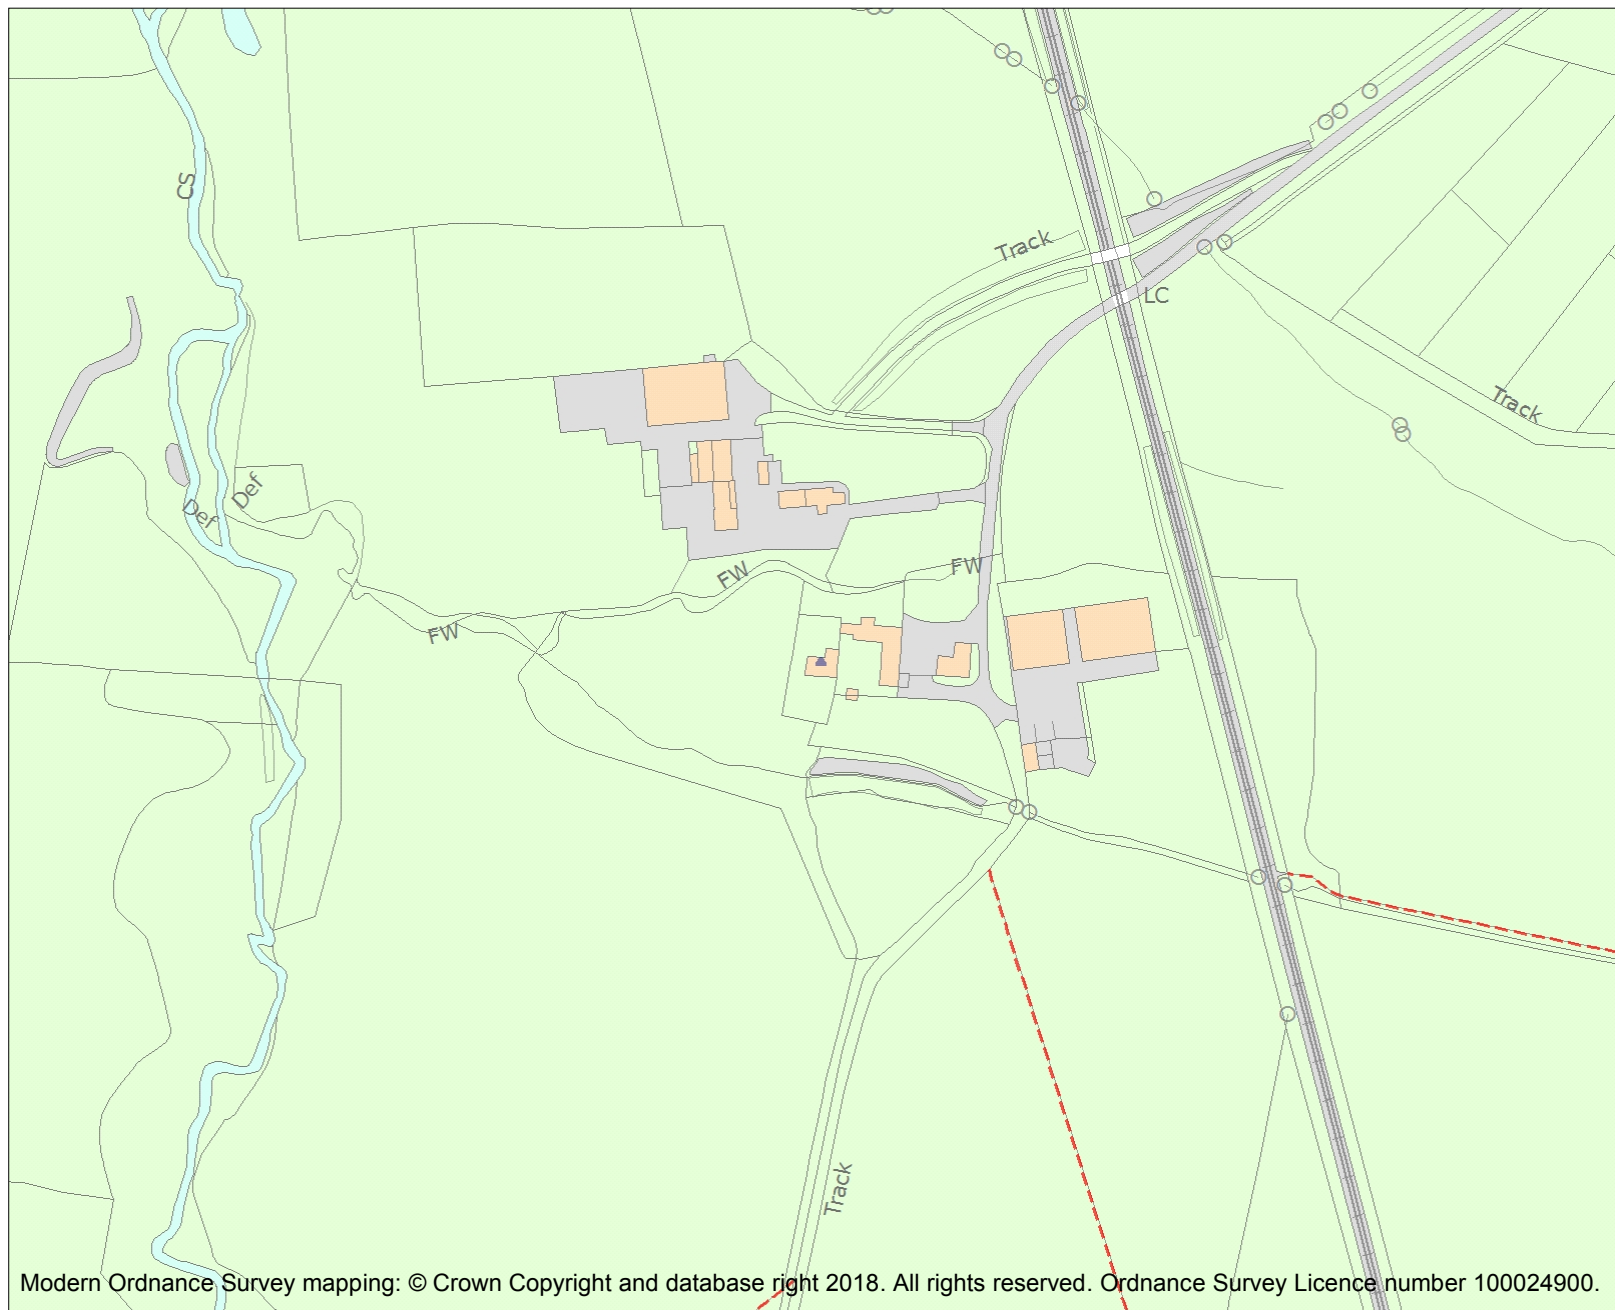 CS
Track
LC
Track
Def
Def
FW
FW
FW
Track
Modern Ordnance Survey mapping: © Crown Copyright and database right 2018. All rights reserved. Ordnance Survey Licence number 100024900.